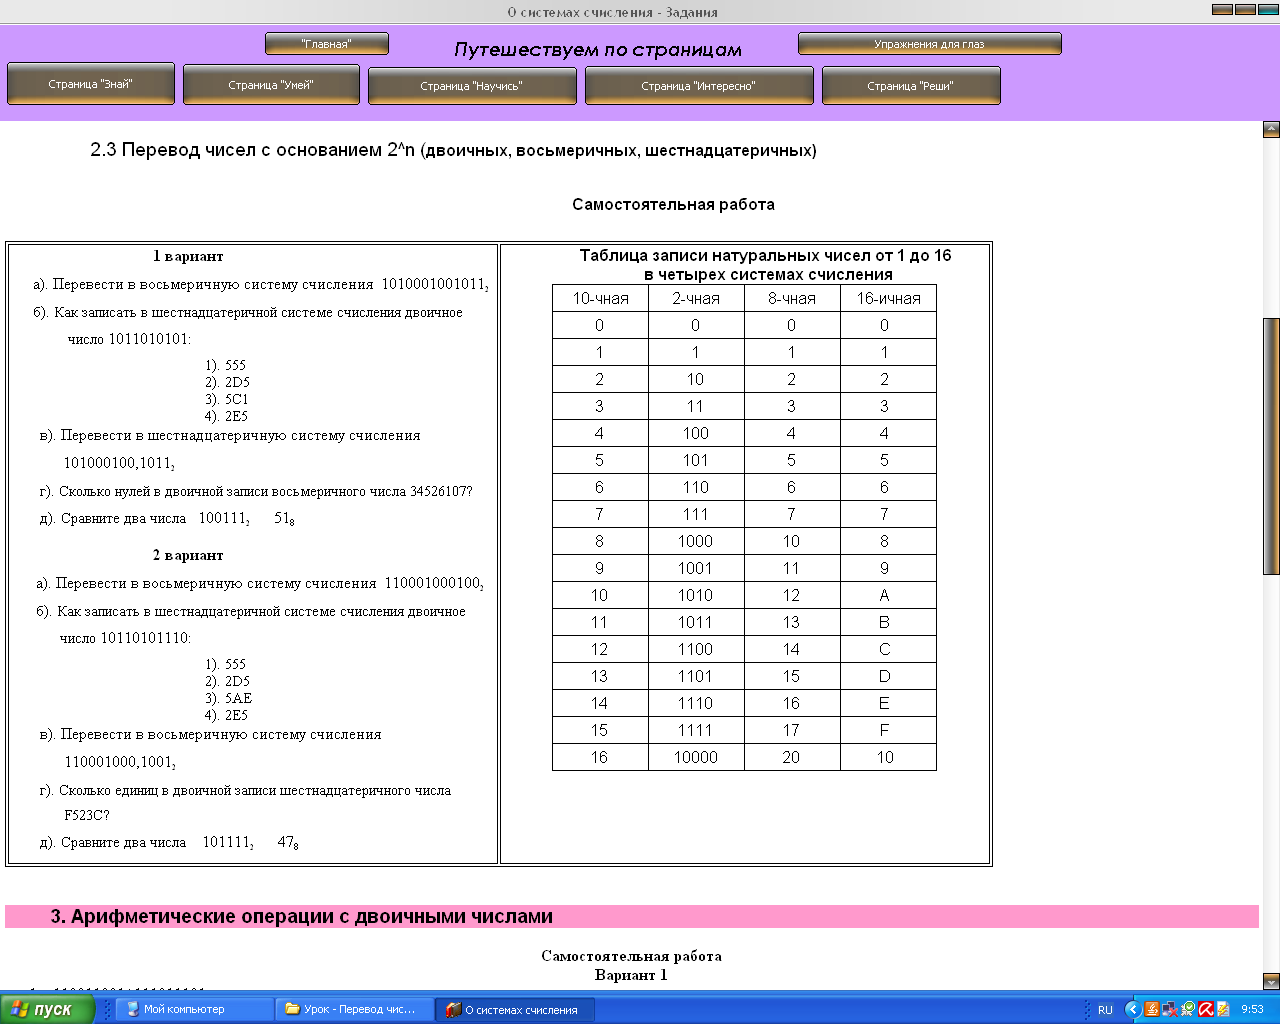 О системах счисления - Задания
"Главная"
Путешествуем по страницам
Упражнения для глаз
Страница "Знай"
Страница "Умей"
Страница "Научись"
Страница "Интересно"
Страница "Реши"
2.3 Перевод чисел с основанием 2^n (двоичных, восьмеричных, шестнадцатеричных)
Самостоятельная работа
1 вариант
а). Перевести в восьмеричную систему счисления 1010001001011₂
б). Как записать в шестнадцатеричной системе счисления двоичное
число 1011010101:
1). 555
2). 2D5
3). 5C1
4). 2E5
в). Перевести в шестнадцатеричную систему счисления
101000100,1011₂
г). Сколько нулей в двоичной записи восьмеричного числа 34526107?
д). Сравните два числа 100111₂ 51₈
2 вариант
а). Перевести в восьмеричную систему счисления 110001000100₂
б). Как записать в шестнадцатеричной системе счисления двоичное
число 10110101110:
1). 555
2). 2D5
3). 5AE
4). 2E5
в). Перевести в восьмеричную систему счисления
110001000,1001₂
г). Сколько единиц в двоичной записи шестнадцатеричного числа
F523C?
д). Сравните два числа 101111₂ 47₈
Таблица записи натуральных чисел от 1 до 16
в четырех системах счисления
10-чная 2-чная 8-чная 16-ичная
0 0 0 0
1 1 1 1
2 10 2 2
3 11 3 3
4 100 4 4
5 101 5 5
6 110 6 6
7 111 7 7
8 1000 10 8
9 1001 11 9
10 1010 12 A
11 1011 13 B
12 1100 14 C
13 1101 15 D
14 1110 16 E
15 1111 17 F
16 10000 20 10
3. Арифметические операции с двоичными числами
Самостоятельная работа
Вариант 1
пуск
Мой компьютер
Урок - Перевод чис...
О системах счисления
RU
9:53